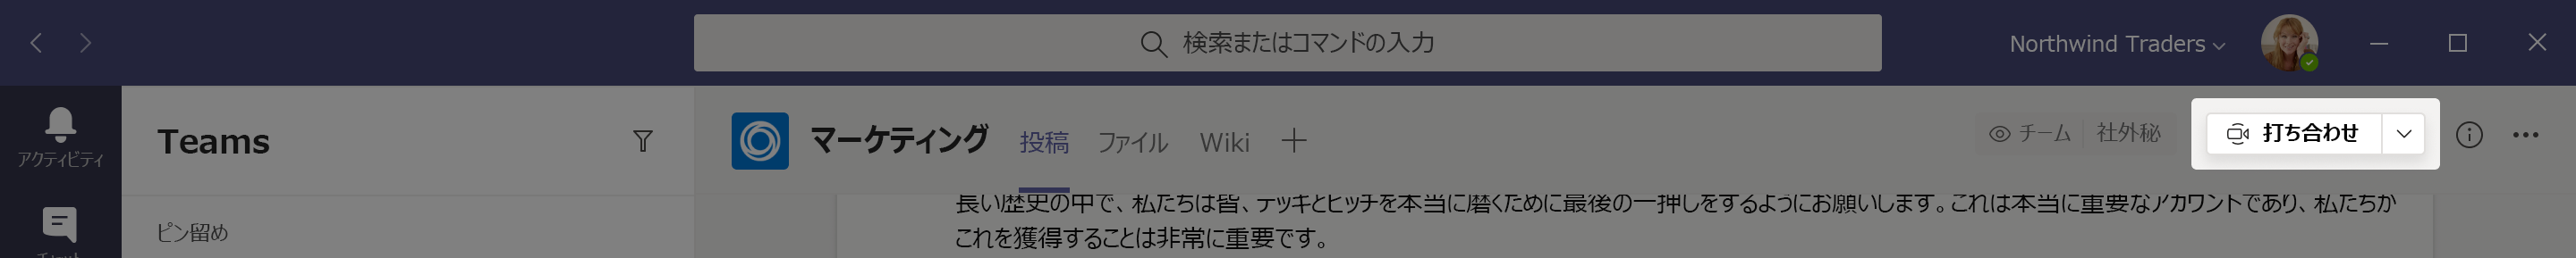 検索またはコマンドの入力
Northwind Traders
アクティビティ
Teams
マーケティング 投稿 ファイル Wiki
チーム 社外秘
打ち合わせ
ピン留め
長い歴史の中で、私たちは皆、デッキとピッチを本当に磨くために最後の一押しをするようにお願いします。これは本当に重要なアカウントであり、私たちが
これを獲得することは非常に重要です。